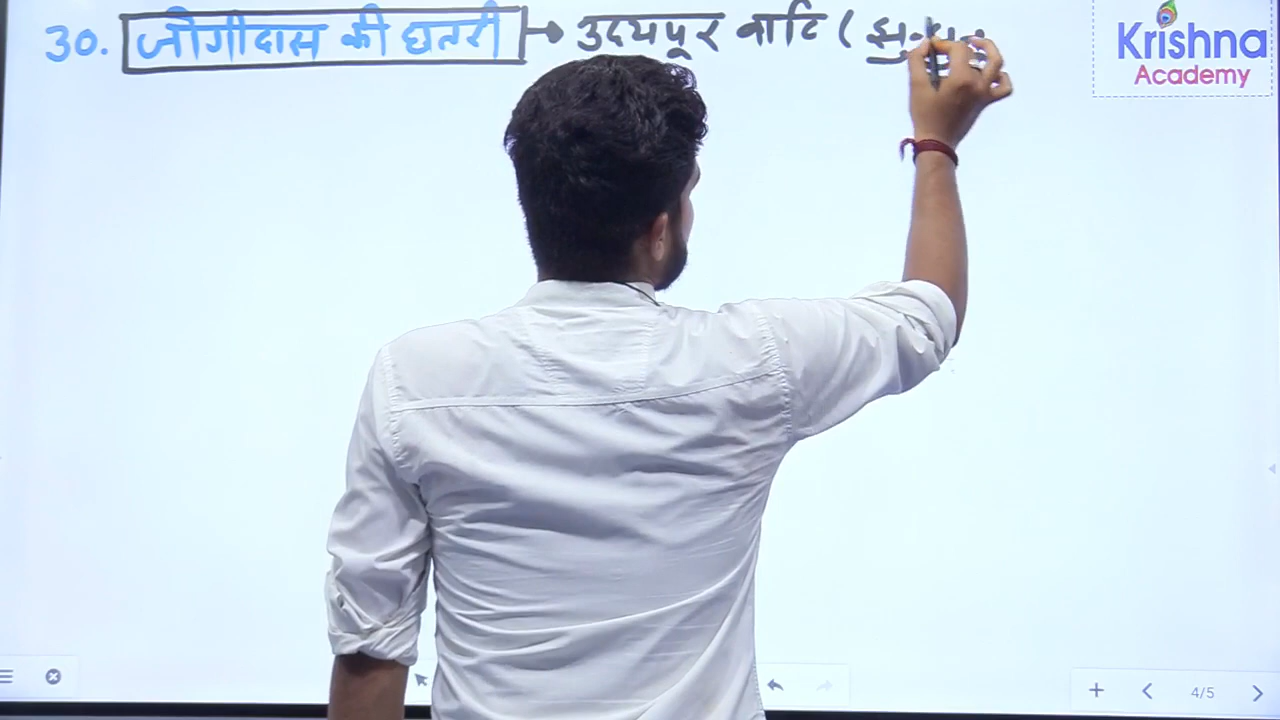 30. जोगीदास की छतरी → उदयपूर वाटि (
Krishna
Academy
4/5